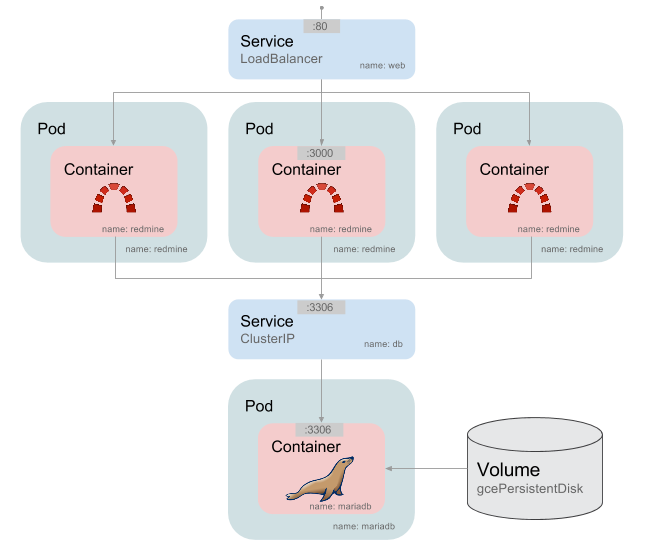 :80
Service
LoadBalancer
name: web
Pod
Container
name: redmine
name: redmine
Pod
:3000
Container
name: redmine
name: redmine
Pod
Container
name: redmine
name: redmine
:3306
Service
ClusterIP
name: db
Pod
:3306
Container
name: mariadb
name: mariadb
Volume
gcePersistentDisk